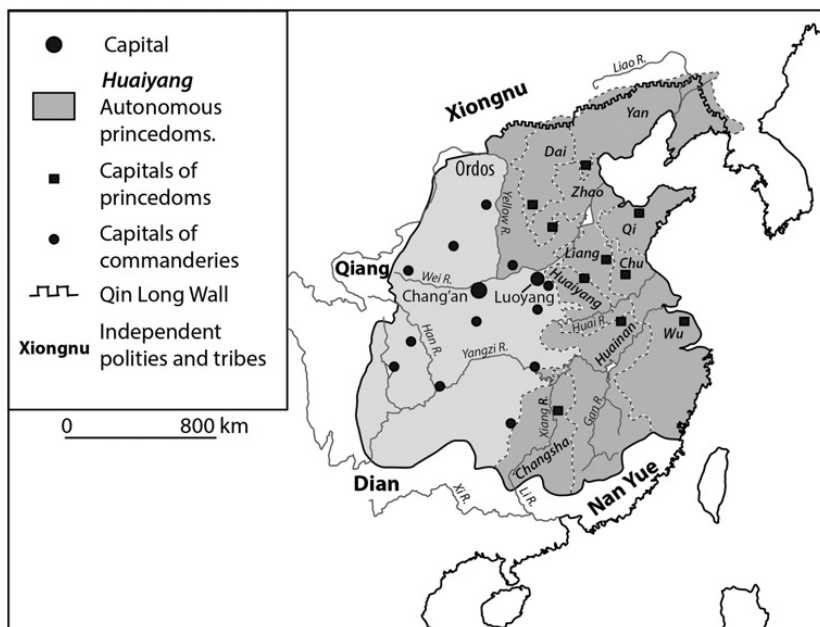 Capital
Huaiyang
Autonomous
princedoms.
Capitals of
princedoms
Capitals of
commanderies
Qin Long Wall
Xiongnu
Independent
polities and tribes
0 800 km
Liao R.
Xiongnu
Yan
Dai
Ordos
Zhao
Yellow R.
Qi
Liang
Chu
Qiang
Wei R.
Huaiyang
Chang'an
Luoyang
Huai R.
Wu
Han R.
Yangzi R.
Huainan
Xiang R.
Gan R.
Changsha.
Dian
Xi R.
Li R.
Nan Yue